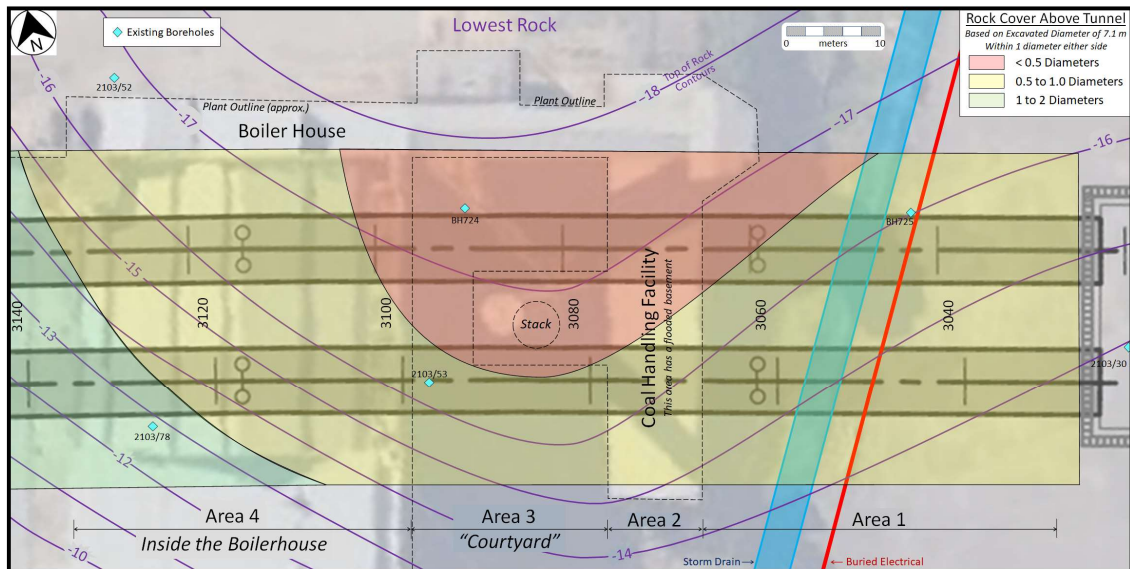 N
Existing Boreholes
Lowest Rock
0 10
meters
Rock Cover Above Tunnel
Based on Excavated Diameter of 7.1 m
Within 1 diameter either side
< 0.5 Diameters
0.5 to 1.0 Diameters
1 to 2 Diameters
-16
2103/52
Plant Outline (approx.)
Plant Outline
-18
Top of Rock
Contours
-17
-17
Boiler House
-16
BH724
BH725
-15
3140
3120
3100
3080
3060
3040
Stack
Coal Handling Facility
This area has a flooded basement
-13
2103/53
2103/30
2103/78
-12
Area 4
Area 3
Area 2
Area 1
Inside the Boilerhouse
"Courtyard"
-10
-14
Storm Drain
Buried Electrical